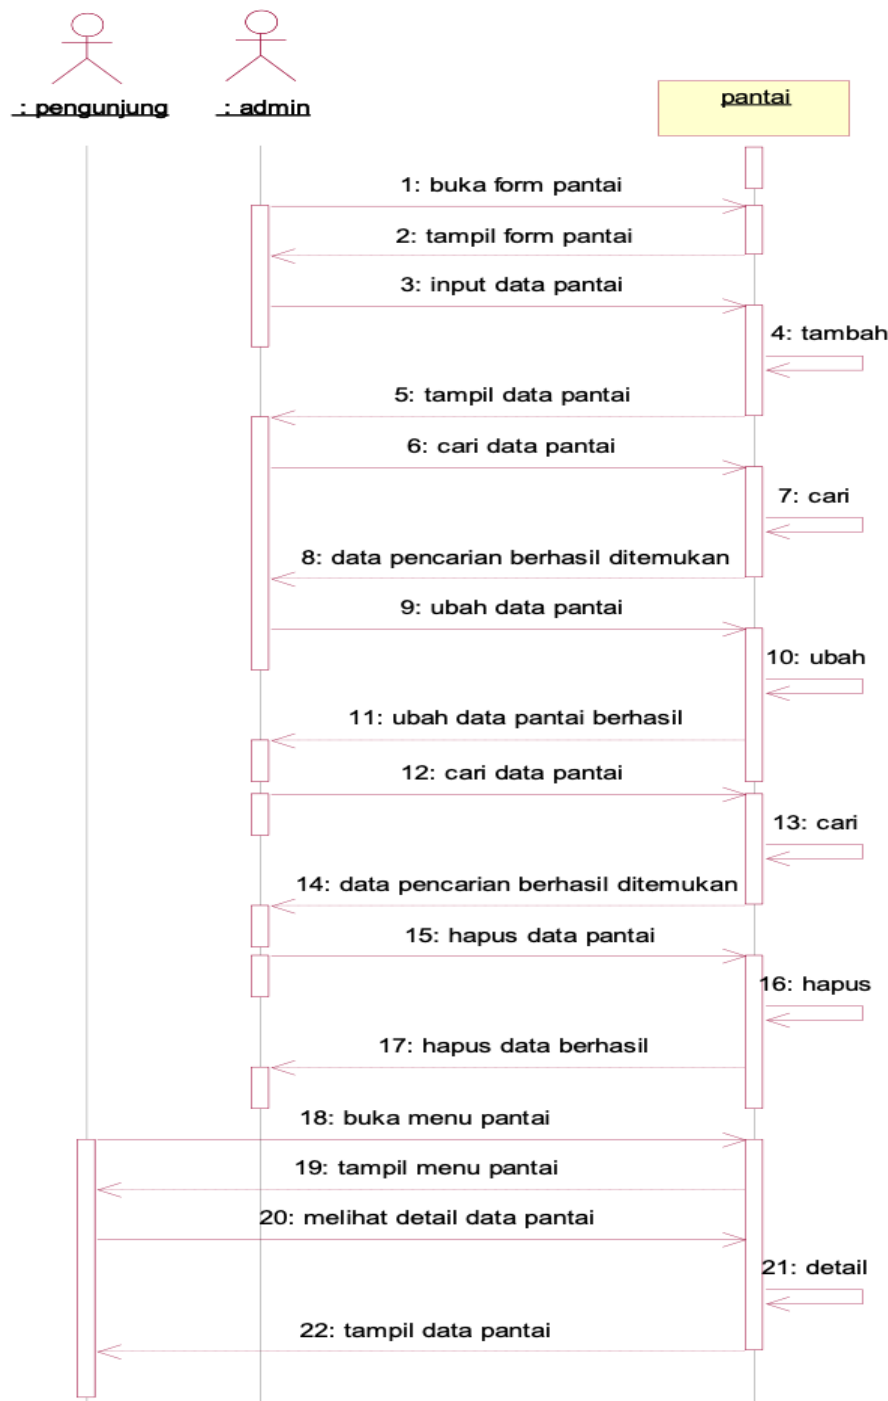 : pengunjung
: admin
pantai
1: buka form pantai
2: tampil form pantai
3: input data pantai
4: tambah
5: tampil data pantai
6: cari data pantai
7: cari
8: data pencarian berhasil ditemukan
9: ubah data pantai
10: ubah
11: ubah data pantai berhasil
12: cari data pantai
13: cari
14: data pencarian berhasil ditemukan
15: hapus data pantai
16: hapus
17: hapus data berhasil
18: buka menu pantai
19: tampil menu pantai
20: melihat detail data pantai
21: detail
22: tampil data pantai